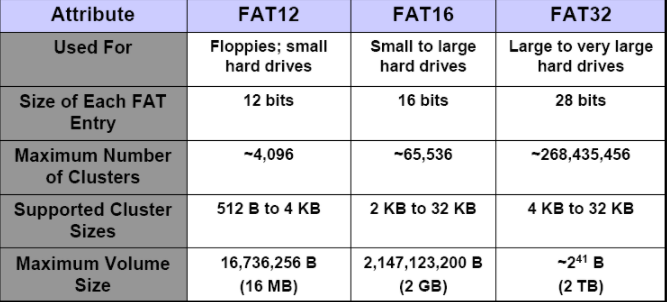 Attribute FAT12 FAT16 FAT32
Used For Floppies; small Small to large Large to very large
hard drives hard drives hard drives
Size of Each FAT 12 bits 16 bits 28 bits
Entry
Maximum Number ~4,096 ~65,536 ~268,435,456
of Clusters
Supported Cluster 512 B to 4 KB 2 KB to 32 KB 4 KB to 32 KB
Sizes
Maximum Volume 16,736,256 B 2,147,123,200 B ~2⁴¹ B
Size (16 MB) (2 GB) (2 TB)